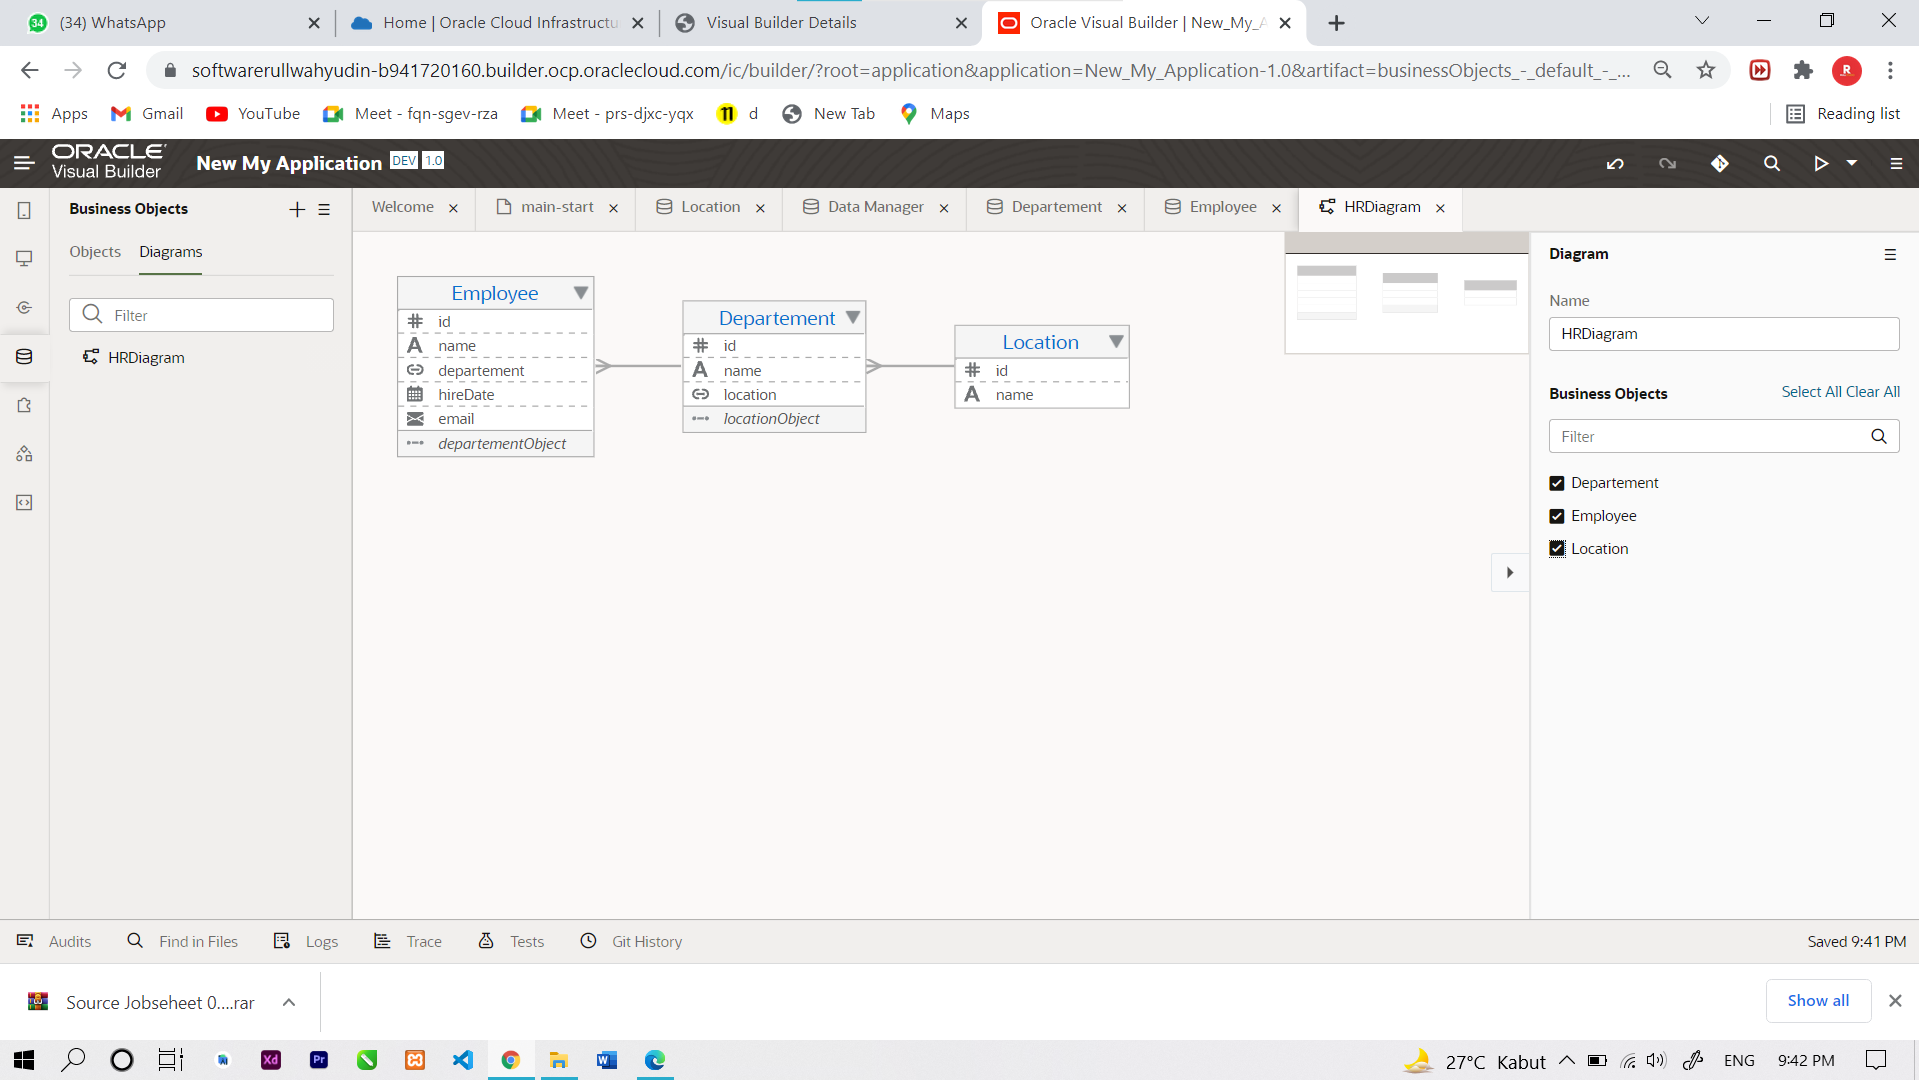 (34) WhatsApp
Home | Oracle Cloud Infrastructu
Visual Builder Details
Oracle Visual Builder | New_My_A
softwarerullwahyudin-b941720160.builder.ocp.oraclecloud.com/ic/builder/?root=application&application=New_My_Application-1.0&artifact=businessObjects_-_default_-_...
Apps
Gmail
YouTube
Meet - fqn-sgev-rza
Meet - prs-djxc-yqx
d
New Tab
Maps
Reading list
ORACLE
Visual Builder
New My Application DEV 1.0
Business Objects
Objects
Diagrams
Filter
HRDiagram
Welcome
main-start
Location
Data Manager
Departement
Employee
HRDiagram
Employee
id
name
departement
hireDate
email
departementObject
Departement
id
name
location
locationObject
Location
id
name
Diagram
Name
HRDiagram
Business Objects
Select All Clear All
Filter
Departement
Employee
Location
Audits
Find in Files
Logs
Trace
Tests
Git History
Saved 9:41 PM
Source Jobseheet 0....rar
Show all
Xd
Pr
27°C Kabut
ENG
9:42 PM